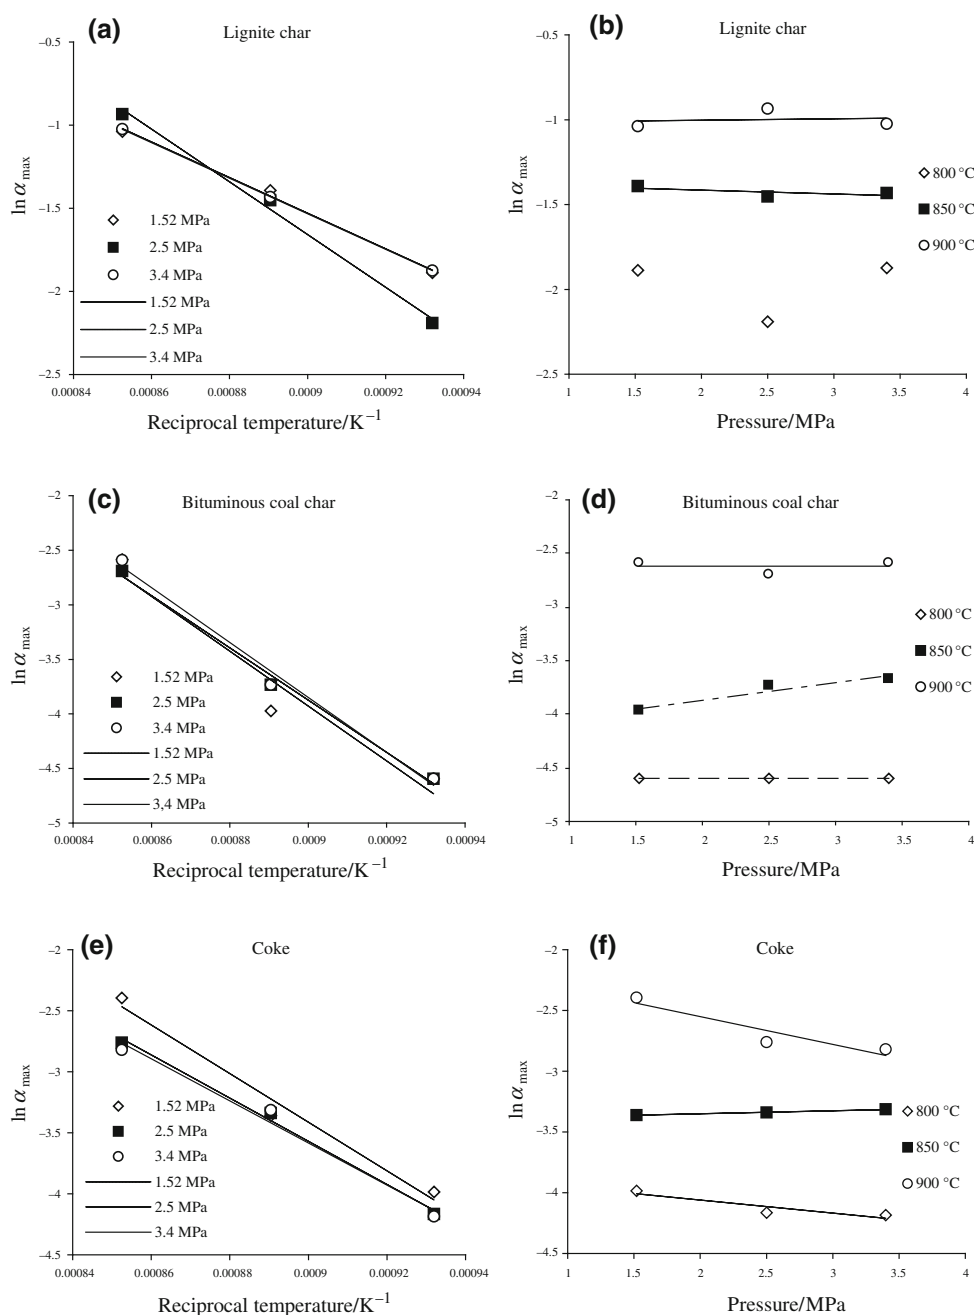 (a)
Lignite char
−0.5
−1
−1.5
−2
−2.5
ln α max
1.52 MPa
2.5 MPa
3.4 MPa
1.52 MPa
2.5 MPa
3.4 MPa
0.00084 0.00086 0.00088 0.0009 0.00092 0.00094
Reciprocal temperature/K⁻¹
(b)
Lignite char
−0.5
−1
−1.5
−2
−2.5
ln α max
800 °C
850 °C
900 °C
1 1.5 2 2.5 3 3.5 4
Pressure/MPa
(c)
Bituminous coal char
−2
−2.5
−3
−3.5
−4
−4.5
−5
ln α max
1.52 MPa
2.5 MPa
3.4 MPa
1.52 MPa
2.5 MPa
3,4 MPa
0.00084 0.00086 0.00088 0.0009 0.00092 0.00094
Reciprocal temperature/K⁻¹
(d)
Bituminous coal char
−2
−2.5
−3
−3.5
−4
−4.5
−5
ln α max
800 °C
850 °C
900 °C
1 1.5 2 2.5 3 3.5 4
Pressure/MPa
(e)
Coke
−2
−2.5
−3
−3.5
−4
−4.5
ln α max
1.52 MPa
2.5 MPa
3.4 MPa
1.52 MPa
2.5 MPa
3.4 MPa
0.00084 0.00086 0.00088 0.0009 0.00092 0.00094
Reciprocal temperature/K⁻¹
(f)
Coke
−2
−2.5
−3
−3.5
−4
−4.5
ln α max
800 °C
850 °C
900 °C
1 1.5 2 2.5 3 3.5 4
Pressure/MPa